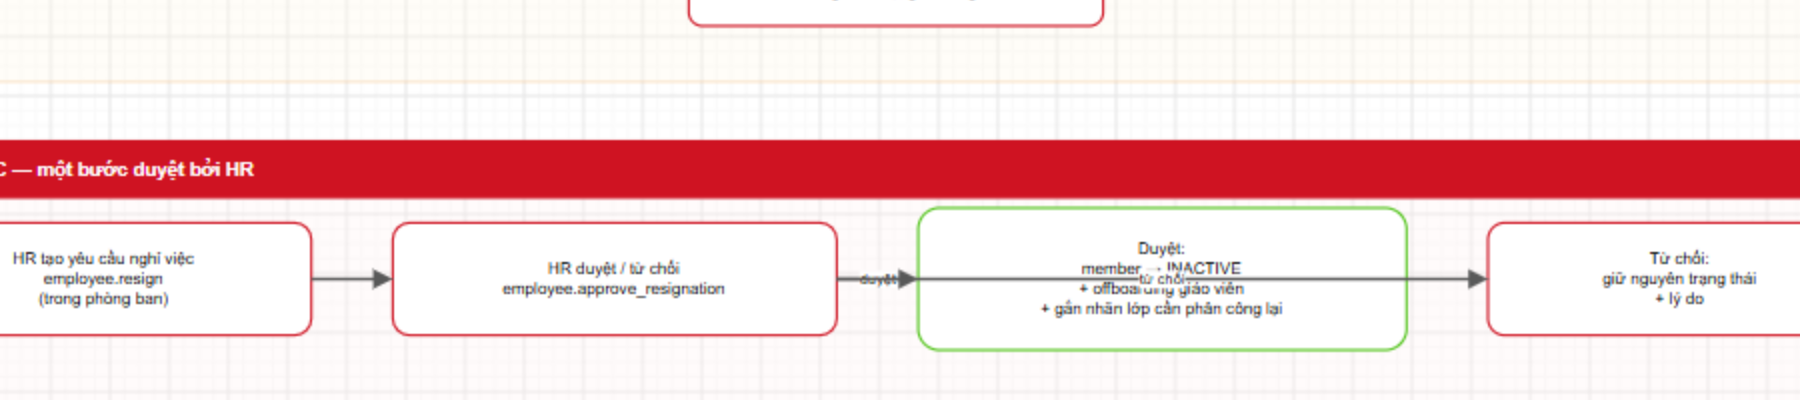 C — một bước duyệt bởi HR
HR tạo yêu cầu nghỉ việc
employee.resign
(trong phòng ban)
HR duyệt / từ chối
employee.approve_resignation
duyệt
Duyệt:
member → INACTIVE
từ chối
+ offboarding giáo viên
+ gắn nhãn lớp cần phân công lại
Từ chối:
giữ nguyên trạng thái
+ lý do